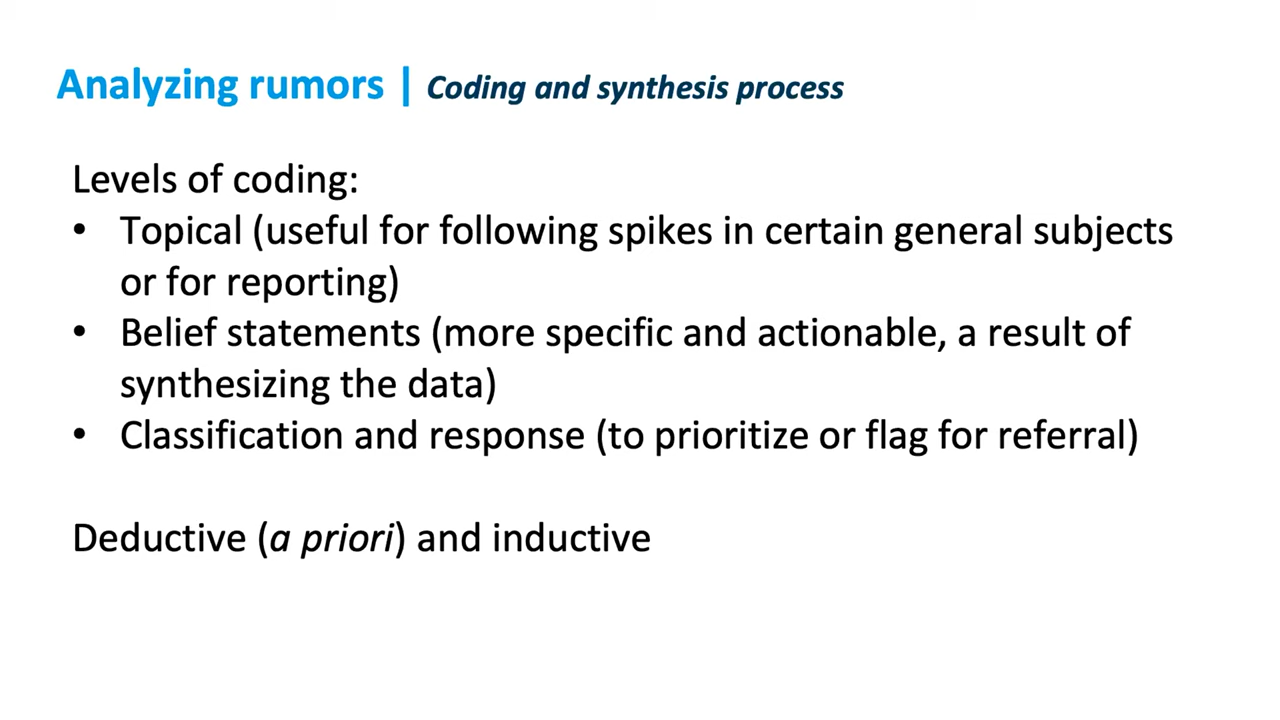 Analyzing rumors | Coding and synthesis process
Levels of coding:
• Topical (useful for following spikes in certain general subjects
or for reporting)
• Belief statements (more specific and actionable, a result of
synthesizing the data)
• Classification and response (to prioritize or flag for referral)
Deductive (a priori) and inductive